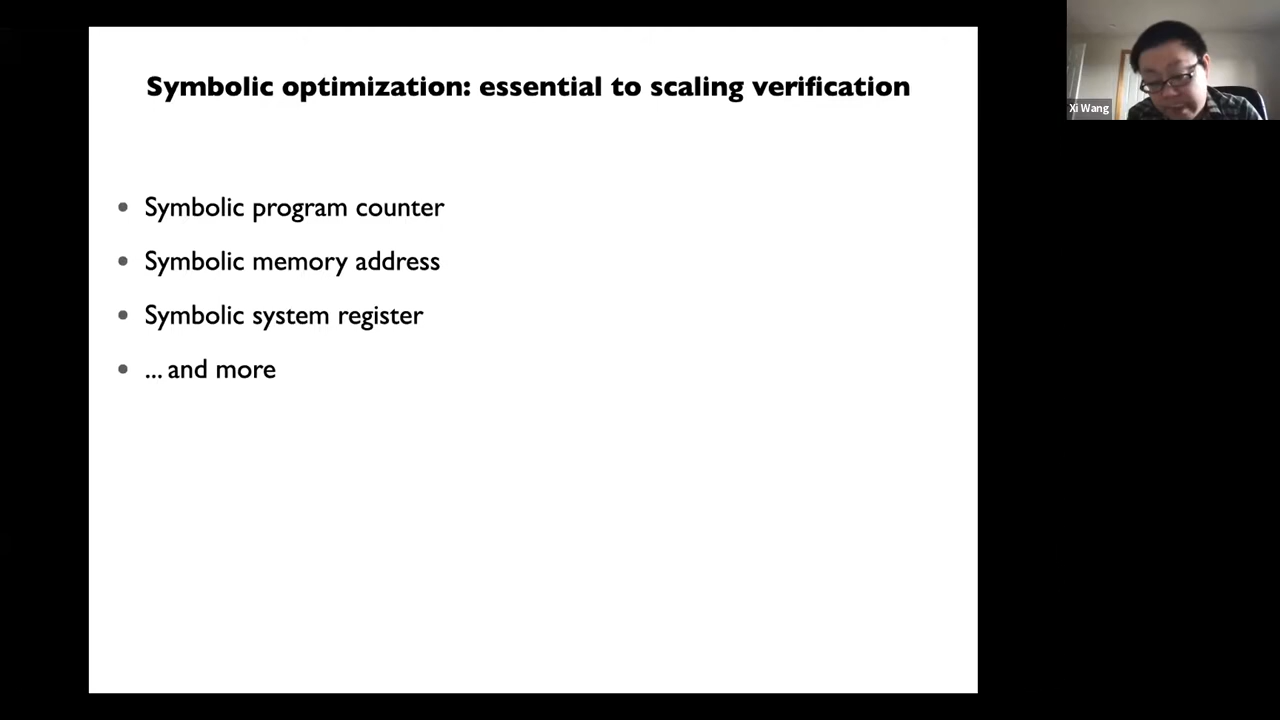 Symbolic optimization: essential to scaling verification
• Symbolic program counter
• Symbolic memory address
• Symbolic system register
• ... and more
Xi Wang